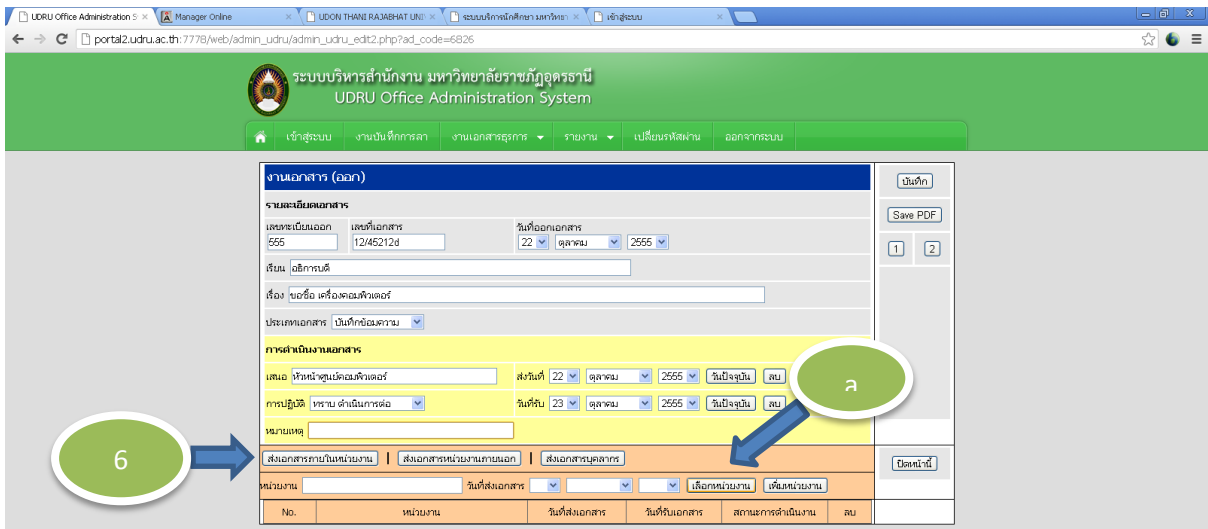 UDRU Office Administration S
Manager Online
UDON THANI RAJABHAT UNI
ระบบบริการนักศึกษา มหาวิทยา
เข้าสู่ระบบ
portal2.udru.ac.th:7778/web/admin_udru/admin_udru_edit2.php?ad_code=6826
ระบบบริหารสำนักงาน มหาวิทยาลัยราชภัฏอุดรธานี
UDRU Office Administration System
เข้าสู่ระบบ งานบันทึกการลา งานเอกสารธุรการ รายงาน เปลี่ยนรหัสผ่าน ออกจากระบบ
งานเอกสาร (ออก)
บันทึก
รายละเอียดเอกสาร
Save PDF
เลขทะเบียนออก เลขที่เอกสาร วันที่ออกเอกสาร
555 12/45212d 22 ตุลาคม 2555
1 2
เรียน อธิการบดี
เรื่อง ขอซื้อ เครื่องคอมพิวเตอร์
ประเภทเอกสาร บันทึกข้อมความ
การดำเนินงานเอกสาร
เสนอ หัวหน้าศูนย์คอมพิวเตอร์ ส่งวันที่ 22 ตุลาคม 2555 วันปัจจุบัน ลบ
a
การปฏิบัติ ทราบ ดำเนินการต่อ วันที่รับ 23 ตุลาคม 2555 วันปัจจุบัน ลบ
หมายเหตุ
6
ส่งเอกสารภายในหน่วยงาน | ส่งเอกสารหน่วยงานภายนอก | ส่งเอกสารบุคลากร
ปิดหน้านี้
หน่วยงาน วันที่ส่งเอกสาร เลือกหน่วยงาน เพิ่มหน่วยงาน
No. หน่วยงาน วันที่ส่งเอกสาร วันที่รับเอกสาร สถานะการดำเนินงาน ลบ